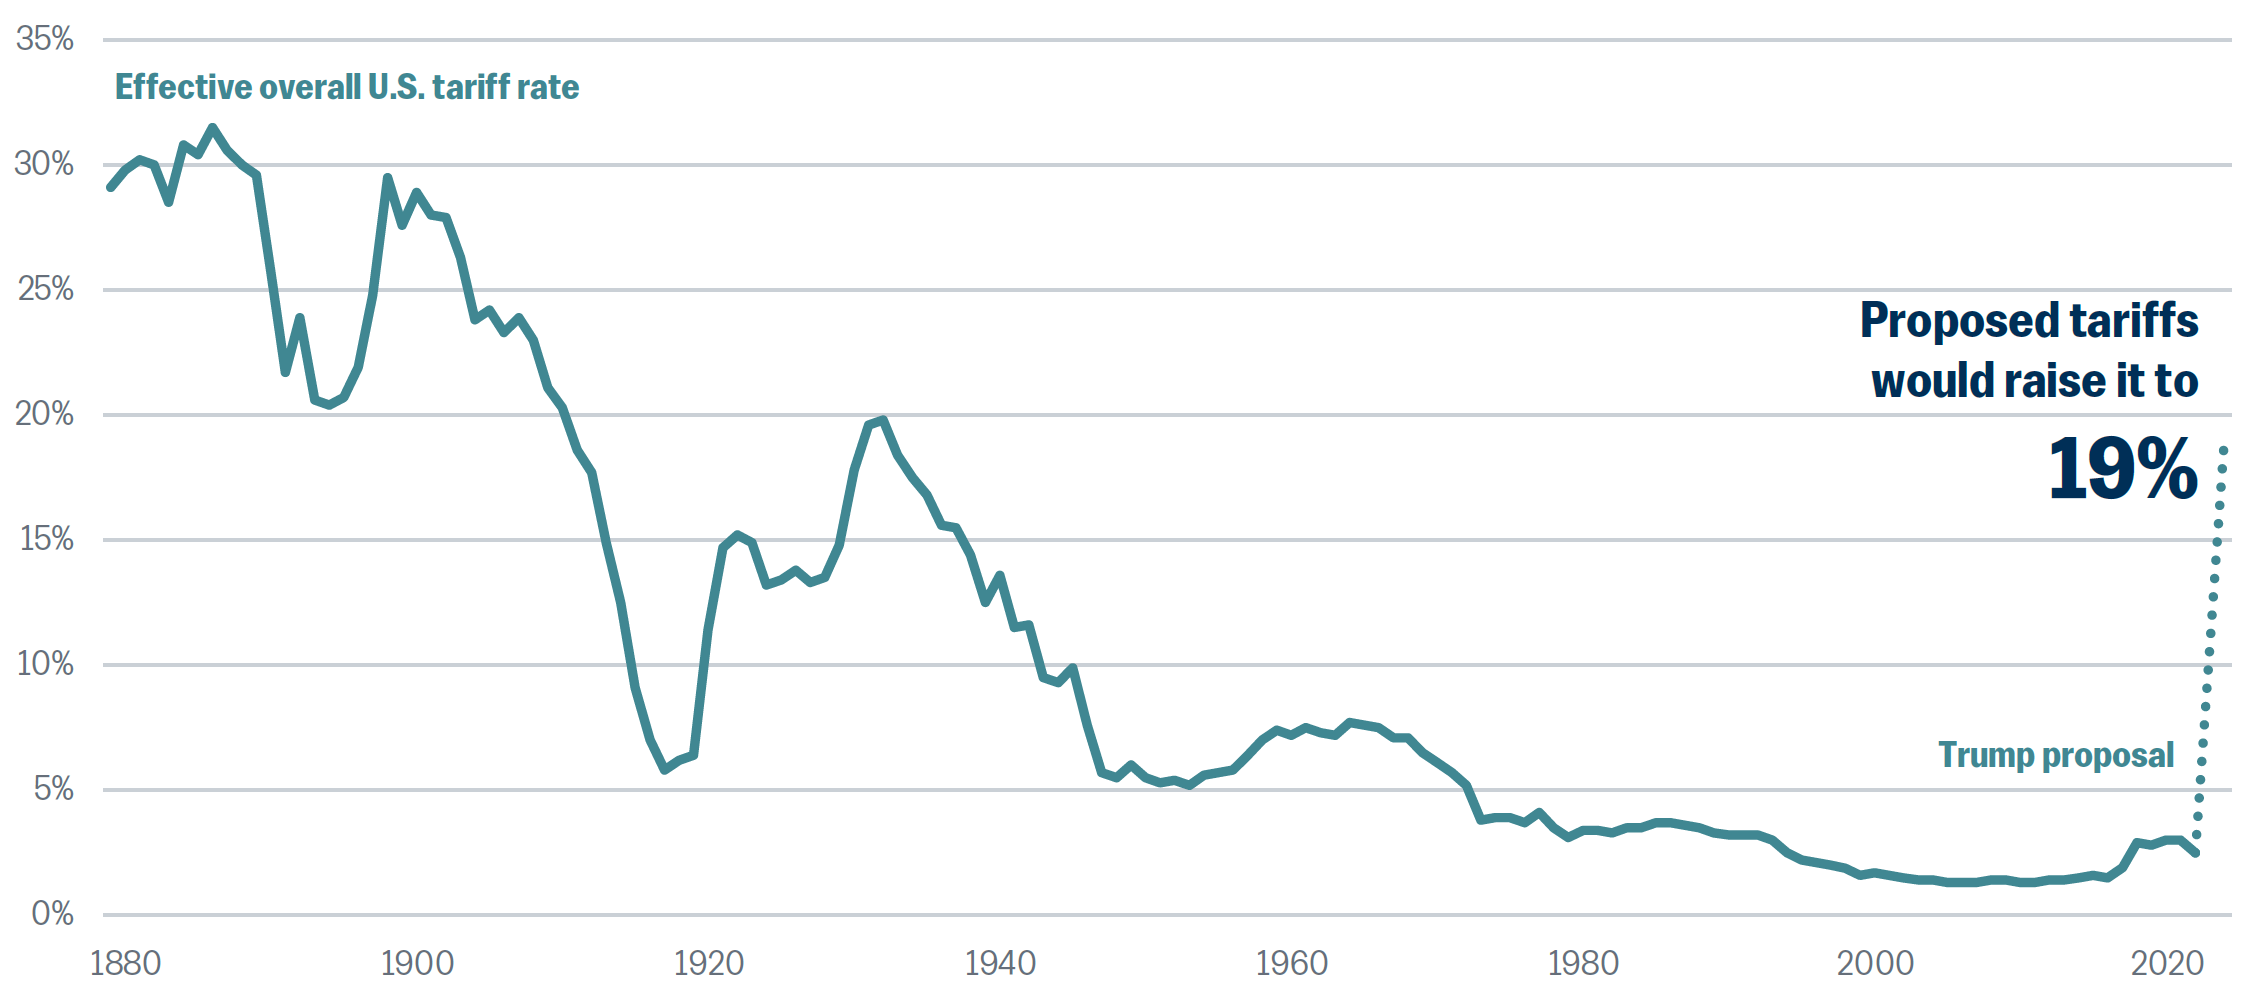 35%
Effective overall U.S. tariff rate
30%
25%
Proposed tariffs
would raise it to
20%
19%
15%
10%
Trump proposal
5%
0%
1880 1900 1920 1940 1960 1980 2000 2020